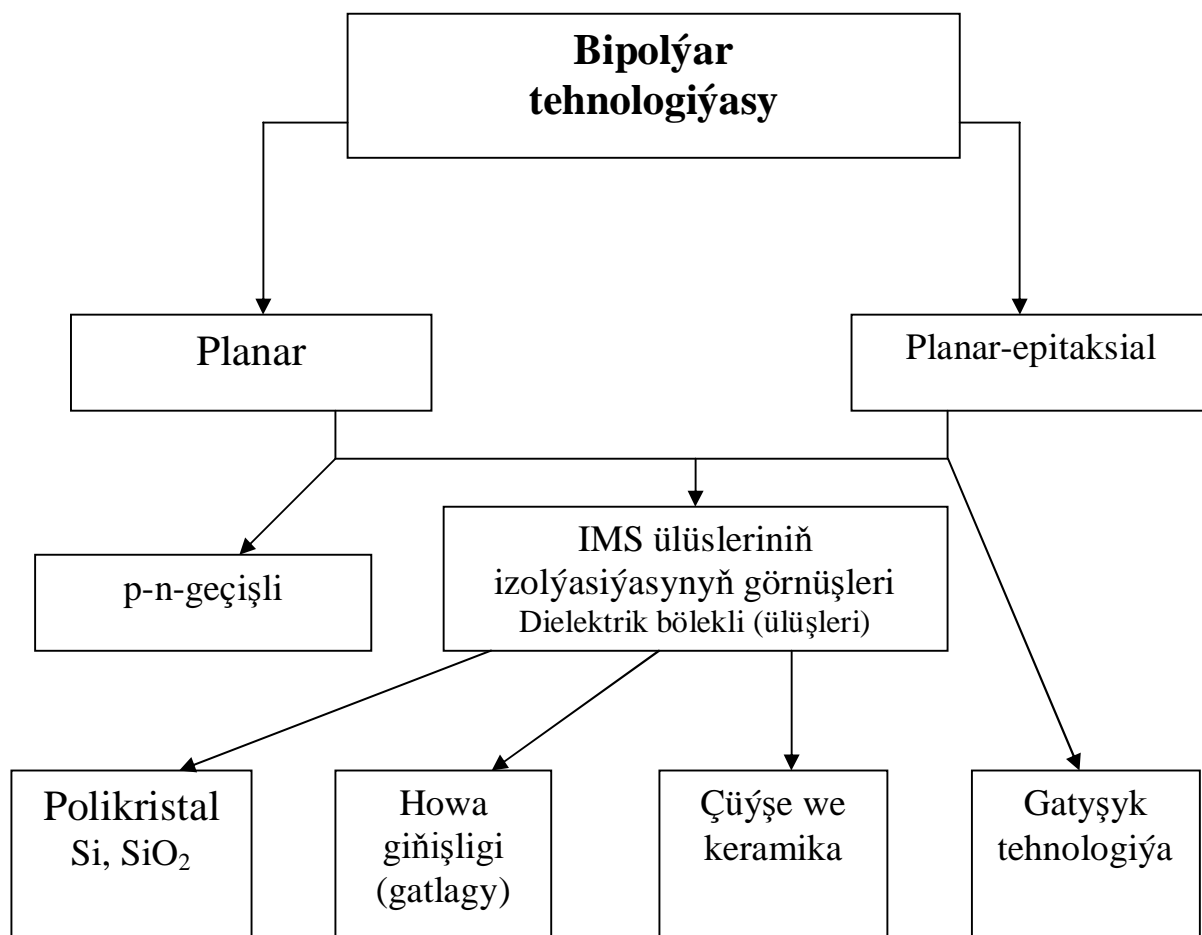 Bipolýar
tehnologiýasy
Planar
Planar-epitaksial
p-n-geçişli
IMS ülüsleriniň
izolýasiýasynyň görnüşleri
Dielektrik bölekli (ülüşleri)
Polikristal
Si, SiO₂
Howa
giňişligi
(gatlagy)
Çüýşe we
keramika
Gatyşyk
tehnologiýa